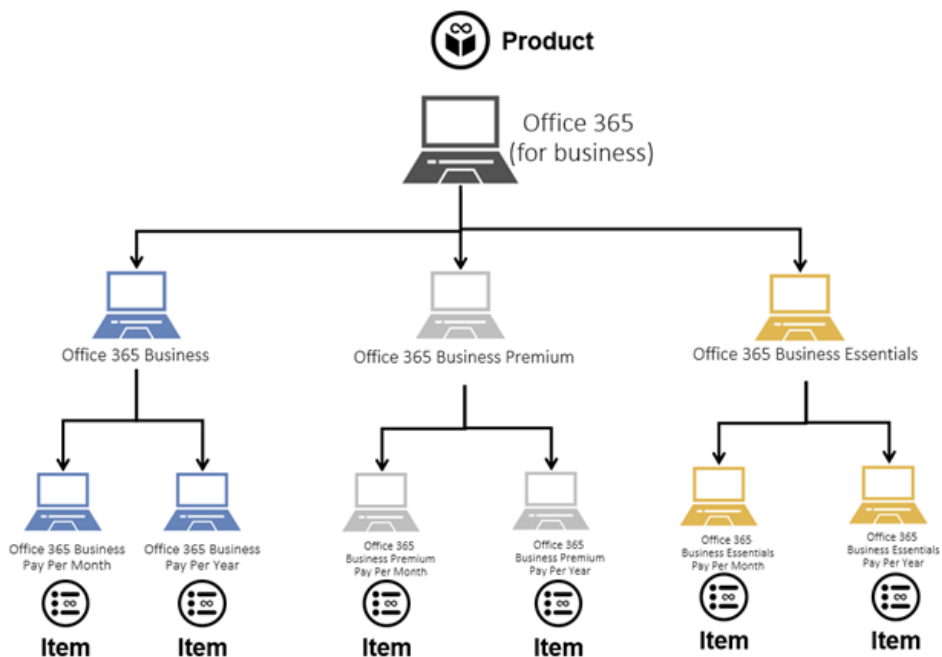 Product
Office 365
(for business)
Office 365 Business
Office 365 Business Premium
Office 365 Business Essentials
Office 365 Business
Pay Per Month
Office 365 Business
Pay Per Year
Office 365
Business Premium
Pay Per Month
Office 365
Business Premium
Pay Per Year
Office 365
Business Essentials
Pay Per Month
Office 365
Business Essentials
Pay Per Year
Item
Item
Item
Item
Item
Item